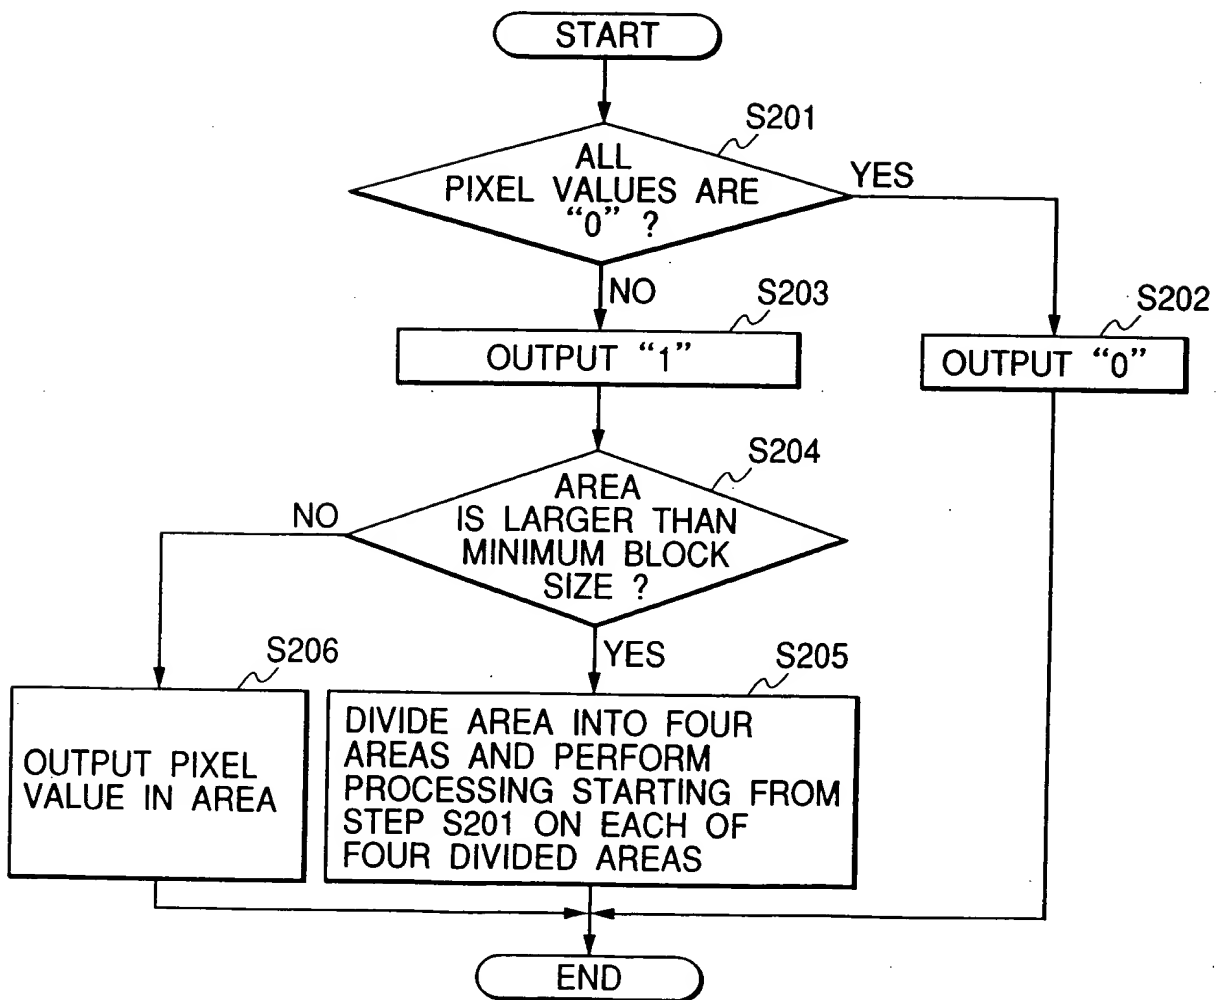 START
S201
ALL
PIXEL VALUES ARE
“0” ?
YES
NO
S203
OUTPUT “1”
S202
OUTPUT “0”
S204
AREA
IS LARGER THAN
MINIMUM BLOCK
SIZE ?
NO
YES
S206
OUTPUT PIXEL
VALUE IN AREA
S205
DIVIDE AREA INTO FOUR
AREAS AND PERFORM
PROCESSING STARTING FROM
STEP S201 ON EACH OF
FOUR DIVIDED AREAS
END